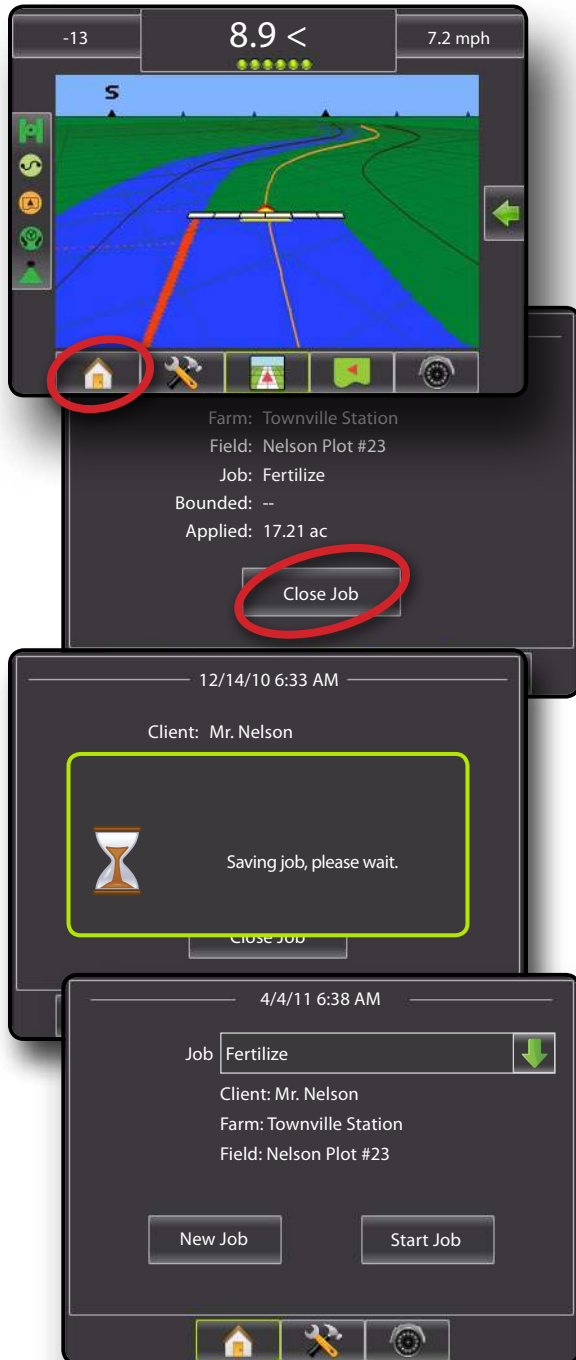 -13
8.9 <
7.2 mph
S
Farm: Townville Station
Field: Nelson Plot #23
Job: Fertilize
Bounded: --
Applied: 17.21 ac
Close Job
12/14/10 6:33 AM
Client: Mr. Nelson
Saving job, please wait.
Close Job
4/4/11 6:38 AM
Job Fertilize
Client: Mr. Nelson
Farm: Townville Station
Field: Nelson Plot #23
New Job
Start Job